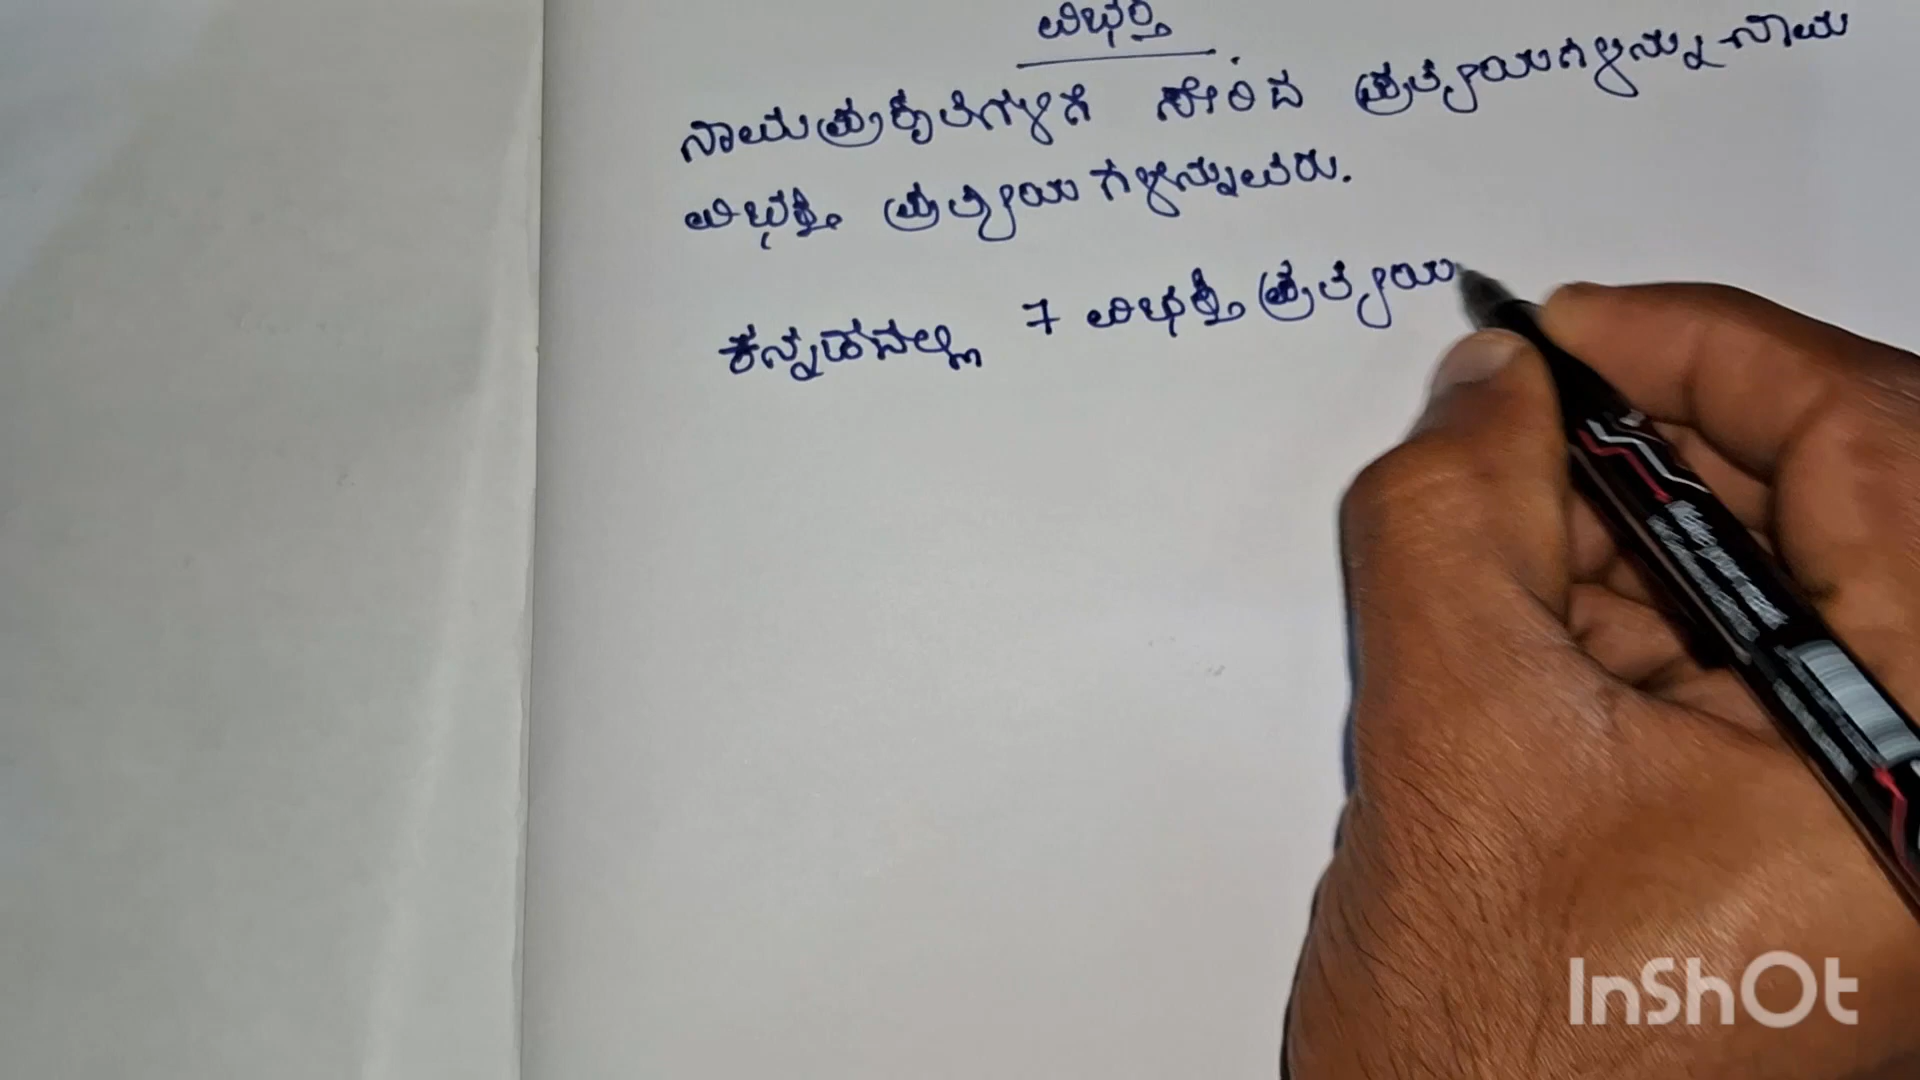 ವಿಭಕ್ತಿ
ನಾಮಪ್ರಕೃತಿಗಳಿಗೆ ಸೇರಿದ ಪ್ರತ್ಯಯಗಳನ್ನು ನಾಮ
ವಿಭಕ್ತಿ ಪ್ರತ್ಯಯಗಳೆನ್ನುವರು.
ಕನ್ನಡದಲ್ಲಿ 7 ವಿಭಕ್ತಿ ಪ್ರತ್ಯಯ
InShOt